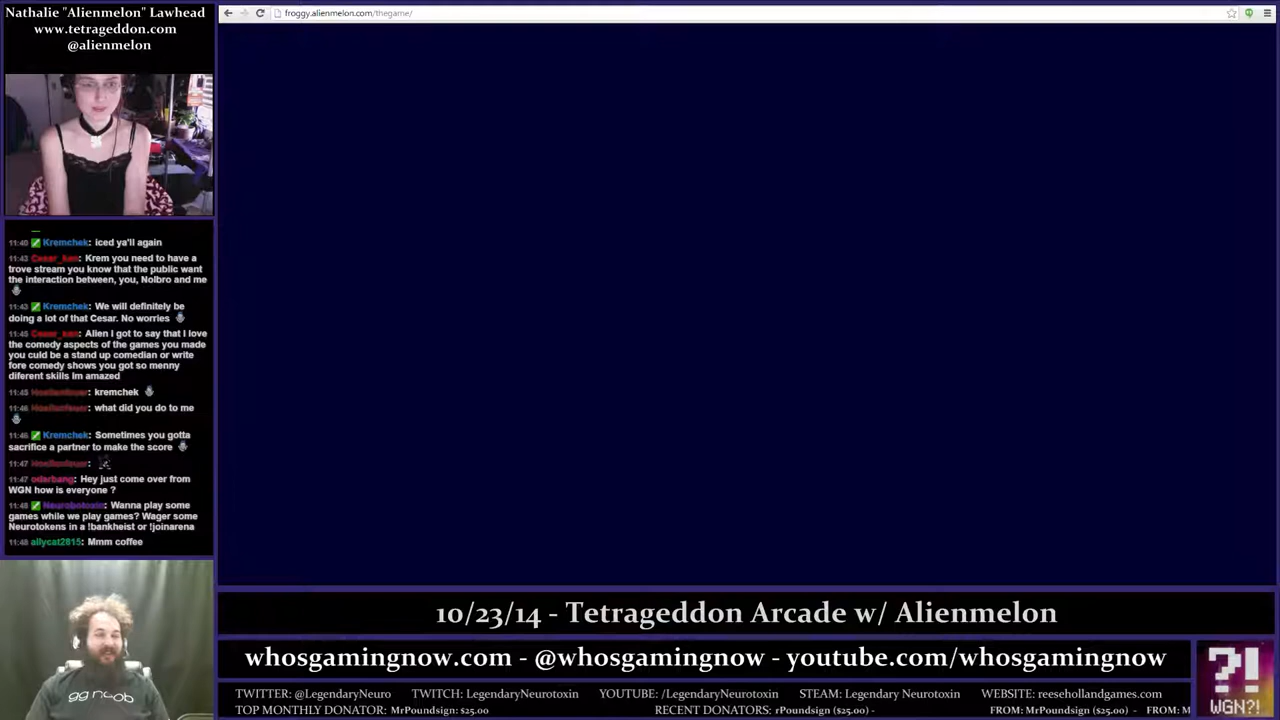 Nathalie "Alienmelon" Lawhead
www.tetrageddon.com
@alienmelon
froggy.alienmelon.com/thegame/
11:40 Kremchek: iced ya'll again
11:43 Cesar_ken: Krem you need to have a
trove stream you know that the public want
the interaction between, you, Nolbro and me
11:43 Kremchek: We will definitely be
doing a lot of that Cesar. No worries
11:45 Cesar_ken: Alien I got to say that I love
the comedy aspects of the games you made
you culd be a stand up comedian or write
fore comedy shows you got so menny
diferent skills Im amazed
11:45 : kremchek
11:46 : what did you do to me
11:46 Kremchek: Sometimes you gotta
sacrifice a partner to make the score
11:47 :
11:47 odarbang: Hey just come over from
WGN how is everyone ?
11:48 Neurobotoxin: Wanna play some
games while we play games? Wager some
Neurotokens in a !bankheist or !joinarena
11:48 allycat2815: Mmm coffee
gg noob
10/23/14 - Tetrageddon Arcade w/ Alienmelon
whosgamingnow.com - @whosgamingnow - youtube.com/whosgamingnow
?!
WGN?!
TWITTER: @LegendaryNeuro TWITCH: LegendaryNeurotoxin YOUTUBE: /LegendaryNeurotoxin STEAM: Legendary Neurotoxin WEBSITE: reesehollandgames.com
TOP MONTHLY DONATOR: MrPoundsign: $25.00 RECENT DONATORS: rPoundsign ($25.00) - FROM: MrPoundsign ($25.00) - FROM: M